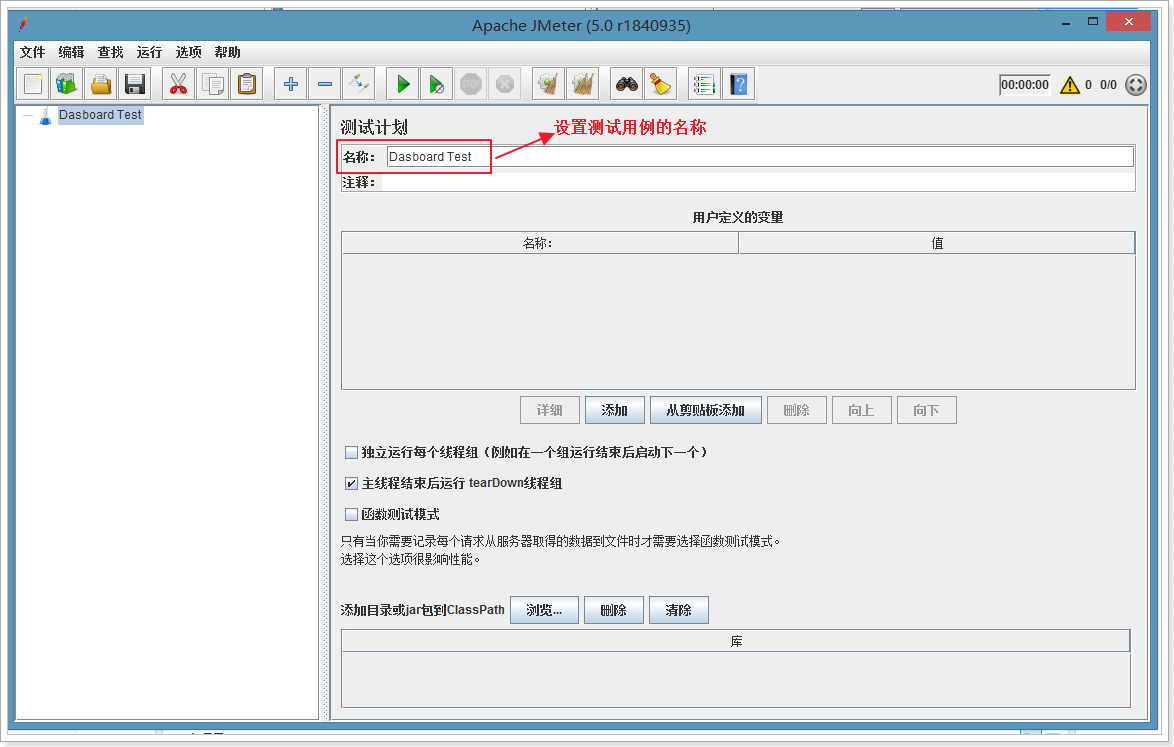 Apache JMeter (5.0 r1840935)
文件 编辑 查找 运行 选项 帮助
STOP 00:00:00 0 0/0
Dasboard Test
测试计划 设置测试用例的名称
名称： Dasboard Test
注释：
用户定义的变量
名称: 值
详细 添加 从剪贴板添加 删除 向上 向下
独立运行每个线程组（例如在一个组运行结束后启动下一个）
主线程结束后运行 tearDown线程组
函数测试模式
只有当你需要记录每个请求从服务器取得的数据到文件时才需要选择函数测试模式。
选择这个选项很影响性能。
添加目录或jar包到ClassPath 浏览... 删除 清除
库